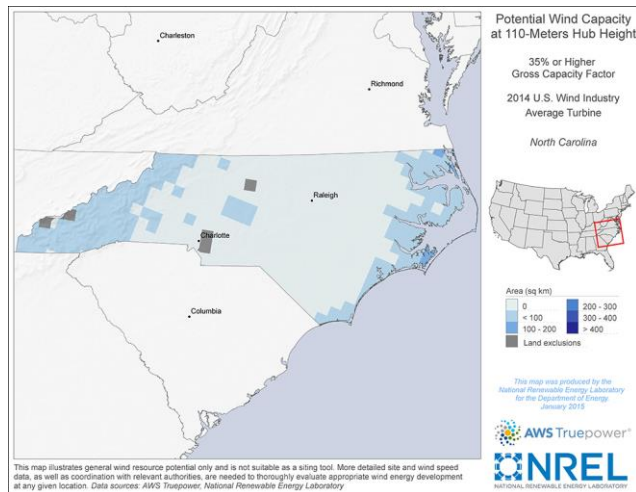 Potential Wind Capacity
at 110-Meters Hub Height
35% or Higher
Gross Capacity Factor
2014 U.S. Wind Industry
Average Turbine
North Carolina
Charleston
Richmond
Raleigh
Charlotte
Columbia
Area (sq km)
0
< 100
100 - 200
200 - 300
300 - 400
> 400
Land exclusions
This map was produced by the
National Renewable Energy Laboratory
for the Department of Energy.
January 2015
AWS Truepower®
NREL
NATIONAL RENEWABLE ENERGY LABORATORY
This map illustrates general wind resource potential only and is not suitable as a siting tool. More detailed site and wind speed
data, as well as coordination with relevant authorities, are needed to thoroughly evaluate appropriate wind energy development
at any given location. Data sources: AWS Truepower, National Renewable Energy Laboratory